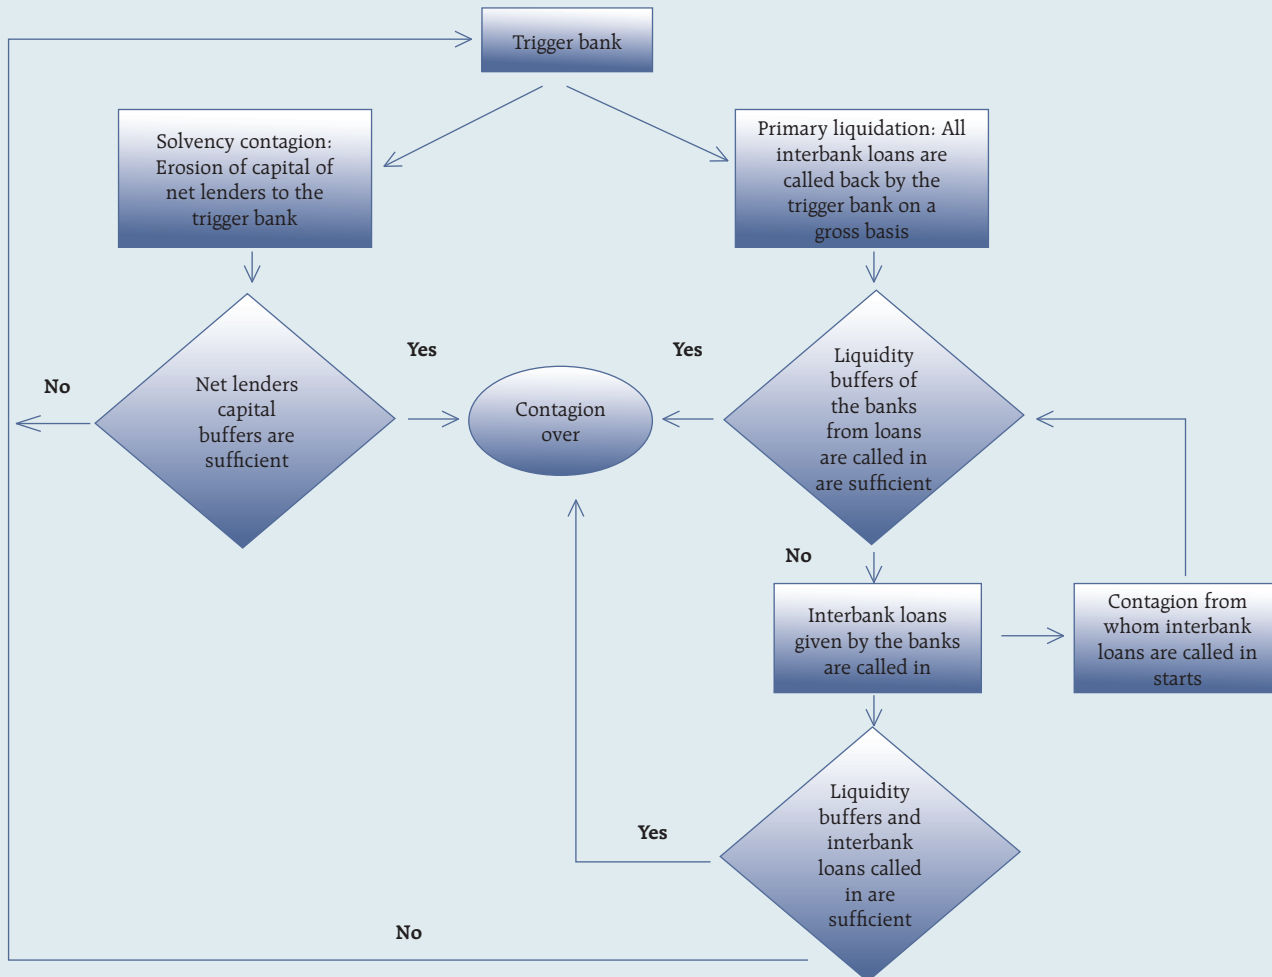 Trigger bank
Solvency contagion:
Erosion of capital of
net lenders to the
trigger bank
Primary liquidation: All
interbank loans are
called back by the
trigger bank on a
gross basis
No
Net lenders
capital
buffers are
sufficient
Yes
Contagion
over
Yes
Liquidity
buffers of
the banks
from loans
are called in
are sufficient
No
Interbank loans
given by the banks
are called in
Contagion from
whom interbank
loans are called in
starts
Yes
Liquidity
buffers and
interbank
loans called
in are
sufficient
No